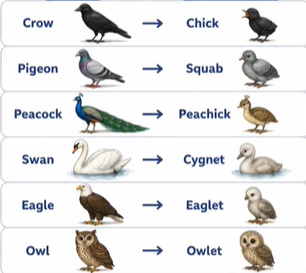 Crow → Chick
Pigeon → Squab
Peacock → Peachick
Swan → Cygnet
Eagle → Eaglet
Owl → Owlet